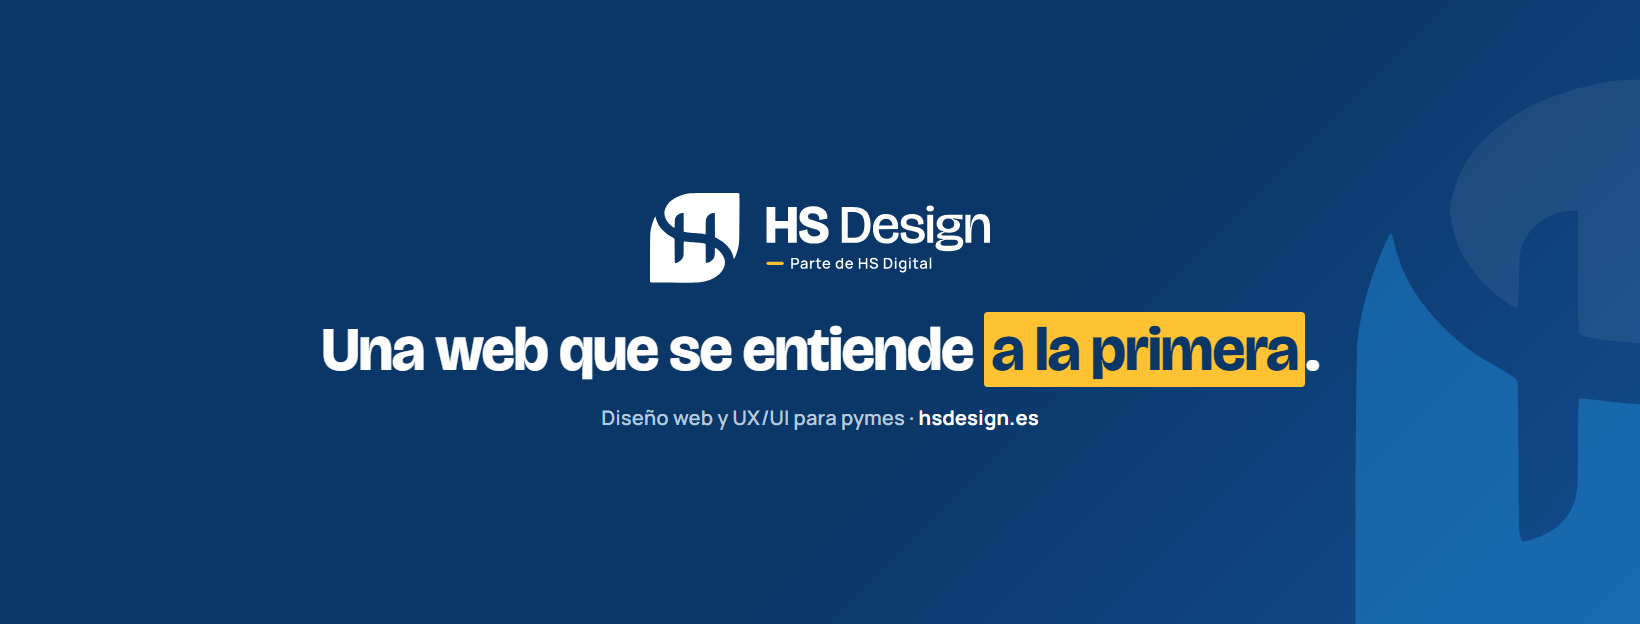 HS Design
Parte de HS Digital
Una web que se entiende a la primera.
Diseño web y UX/UI para pymes · hsdesign.es